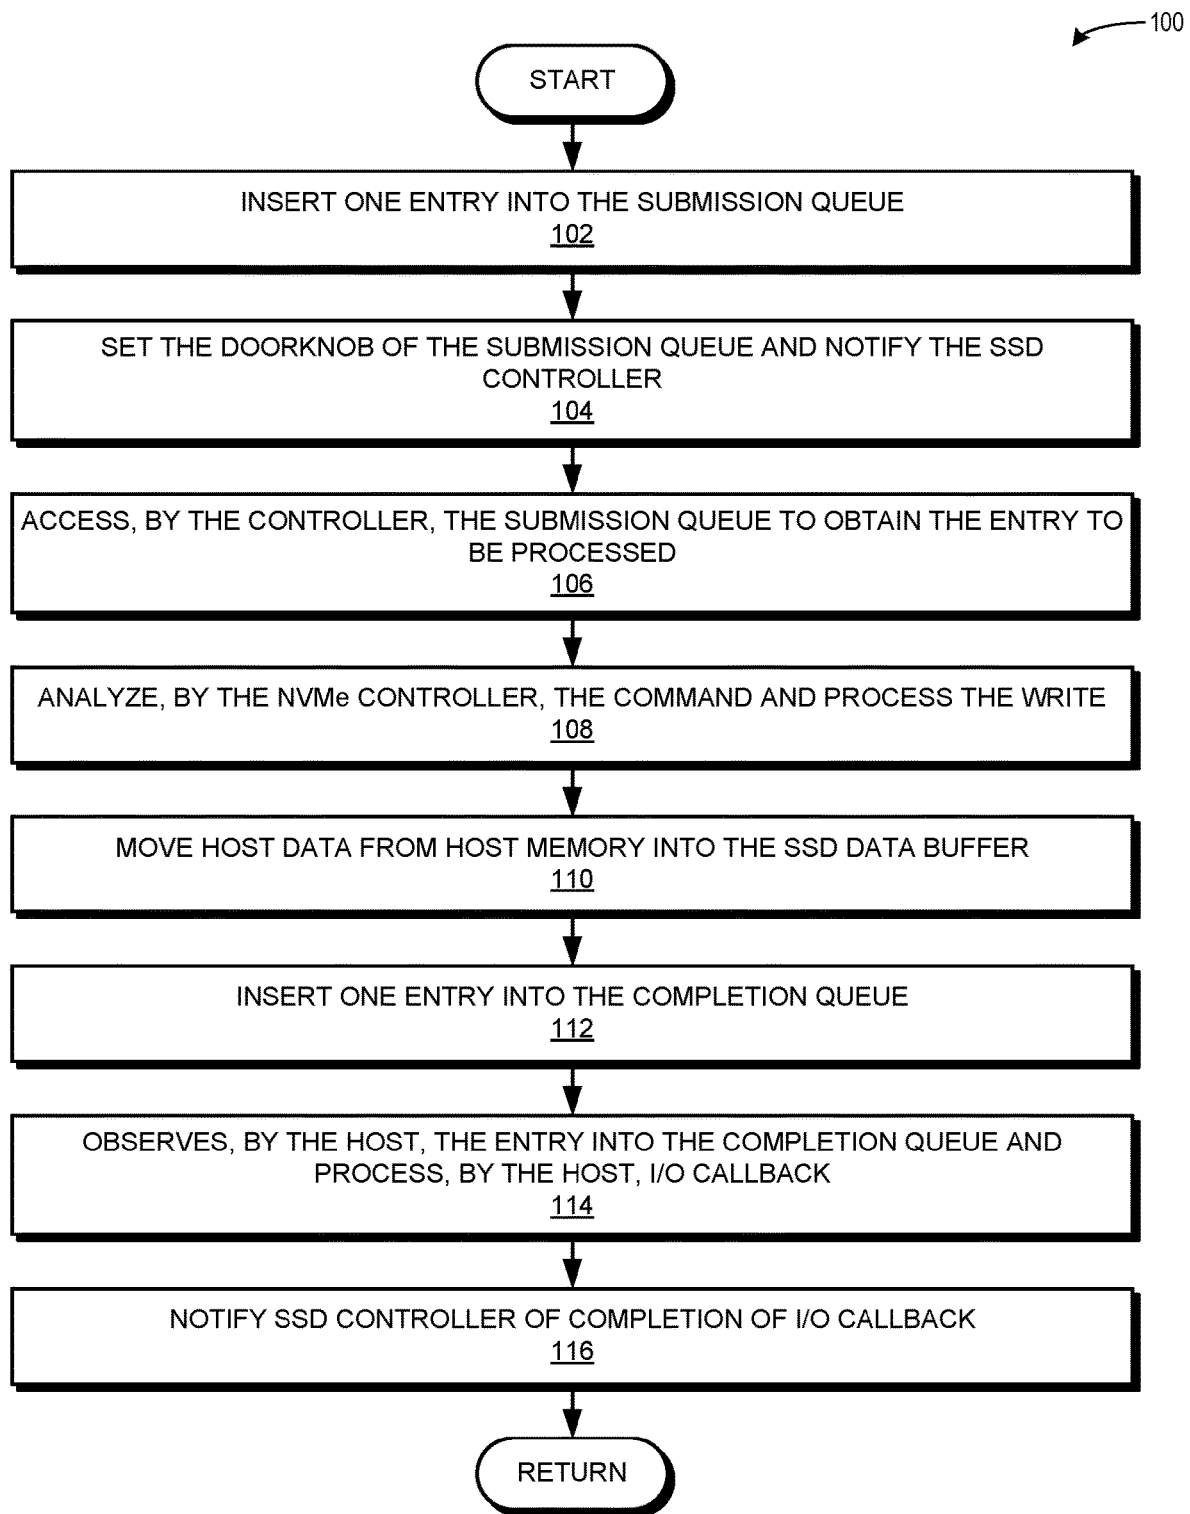 100
START
INSERT ONE ENTRY INTO THE SUBMISSION QUEUE
102
SET THE DOORKNOB OF THE SUBMISSION QUEUE AND NOTIFY THE SSD
CONTROLLER
104
ACCESS, BY THE CONTROLLER, THE SUBMISSION QUEUE TO OBTAIN THE ENTRY TO
BE PROCESSED
106
ANALYZE, BY THE NVMe CONTROLLER, THE COMMAND AND PROCESS THE WRITE
108
MOVE HOST DATA FROM HOST MEMORY INTO THE SSD DATA BUFFER
110
INSERT ONE ENTRY INTO THE COMPLETION QUEUE
112
OBSERVES, BY THE HOST, THE ENTRY INTO THE COMPLETION QUEUE AND
PROCESS, BY THE HOST, I/O CALLBACK
114
NOTIFY SSD CONTROLLER OF COMPLETION OF I/O CALLBACK
116
RETURN